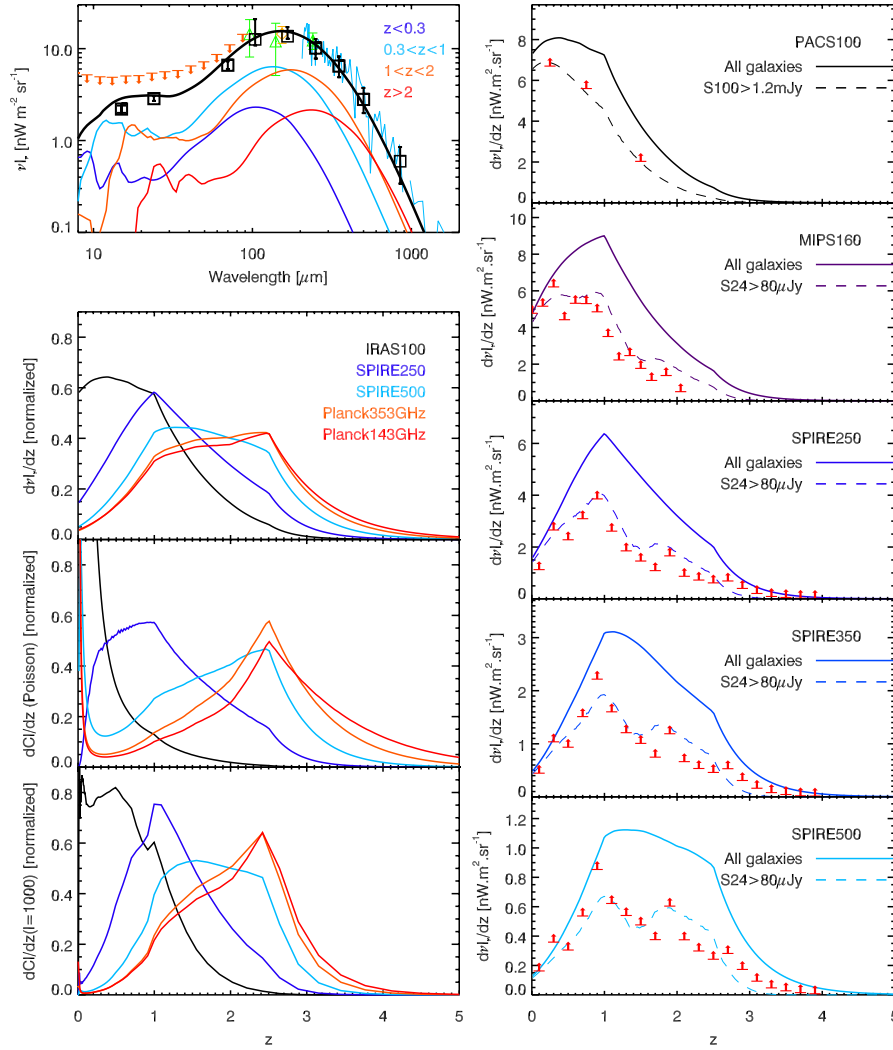 z<0.3
0.3<z<1
1<z<2
z>2
10.0
1.0
0.1
νIν [nW m-2 sr-1]
10
100
1000
Wavelength [μm]
0.8
0.6
0.4
0.2
0.0
dνIν/dz [normalized]
IRAS100
SPIRE250
SPIRE500
Planck353GHz
Planck143GHz
0.8
0.6
0.4
0.2
0.0
dCl/dz (Poisson) [normalized]
0.8
0.6
0.4
0.2
0.0
dCl/dz(l=1000) [normalized]
0
1
2
3
4
5
z
8
6
4
2
0
dνIν/dz [nW.m2.sr-1]
PACS100
All galaxies
S100>1.2mJy
10
8
6
4
2
0
dνIν/dz [nW.m2.sr-1]
MIPS160
All galaxies
S24>80μJy
6
4
2
0
dνIν/dz [nW.m2.sr-1]
SPIRE250
All galaxies
S24>80μJy
3
2
1
0
dνIν/dz [nW.m2.sr-1]
SPIRE350
All galaxies
S24>80μJy
1.2
1.0
0.8
0.6
0.4
0.2
0.0
dνIν/dz [nW.m2.sr-1]
SPIRE500
All galaxies
S24>80μJy
0
1
2
3
4
5
z